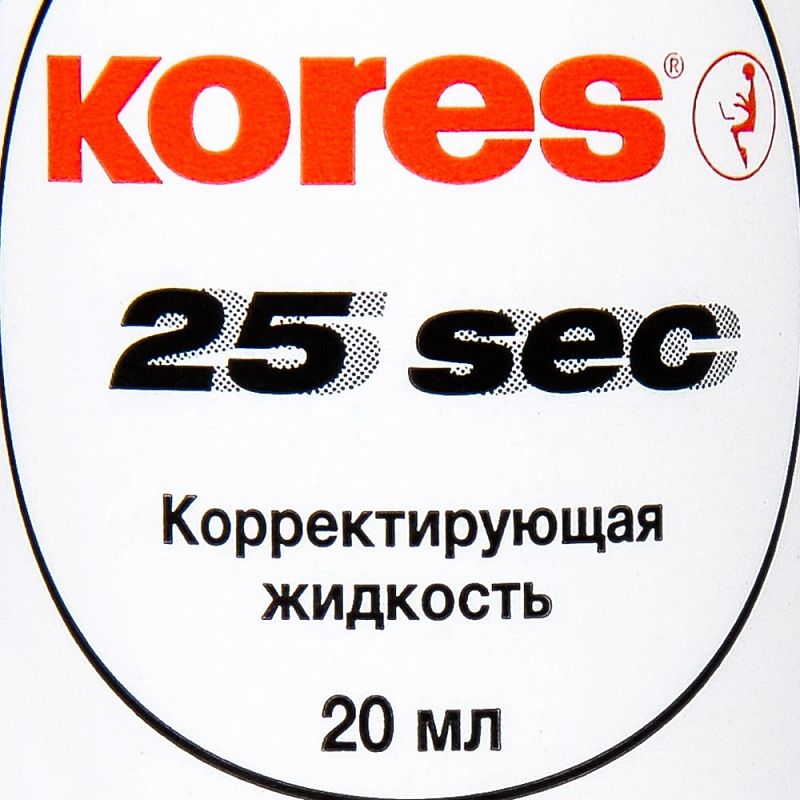 kores®
25 sec
Корректирующая
жидкость
20 мл